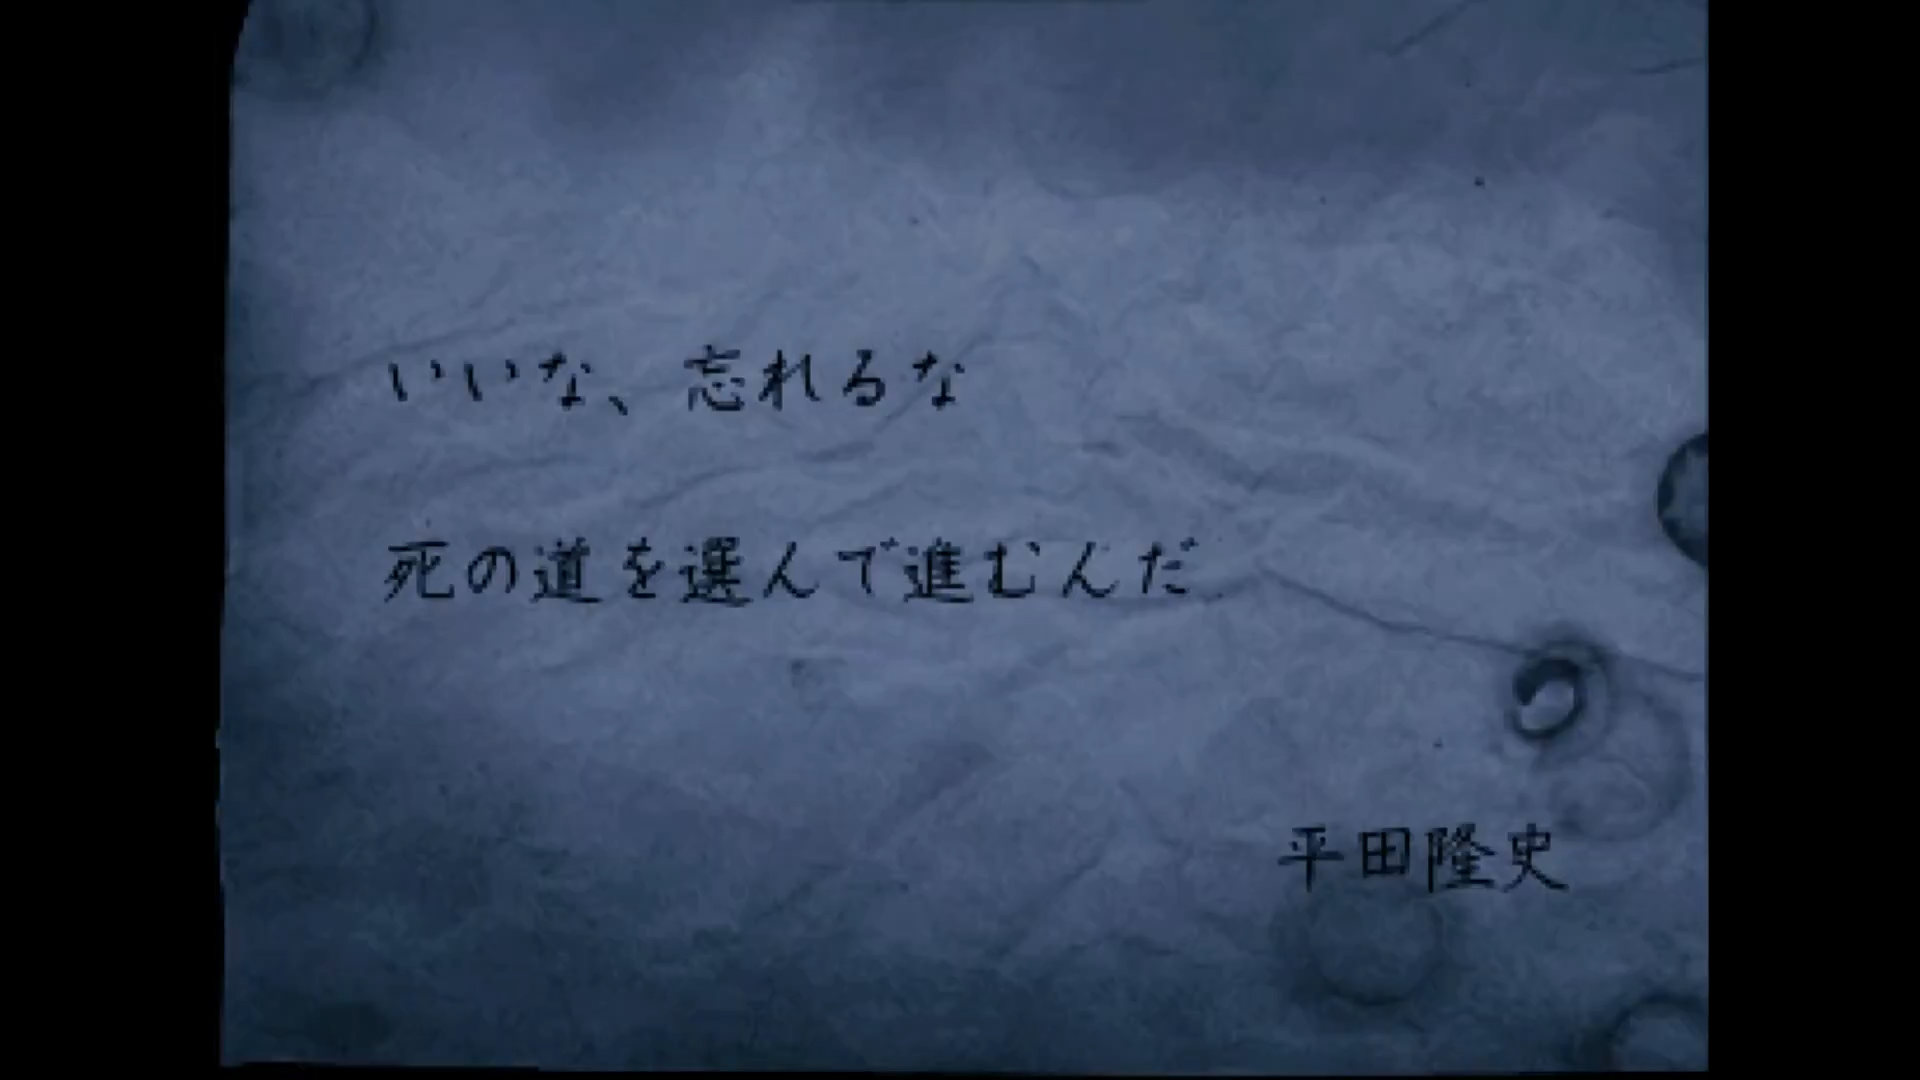 いいな、忘れるな
死の道を選んで進むんだ
平田隆史